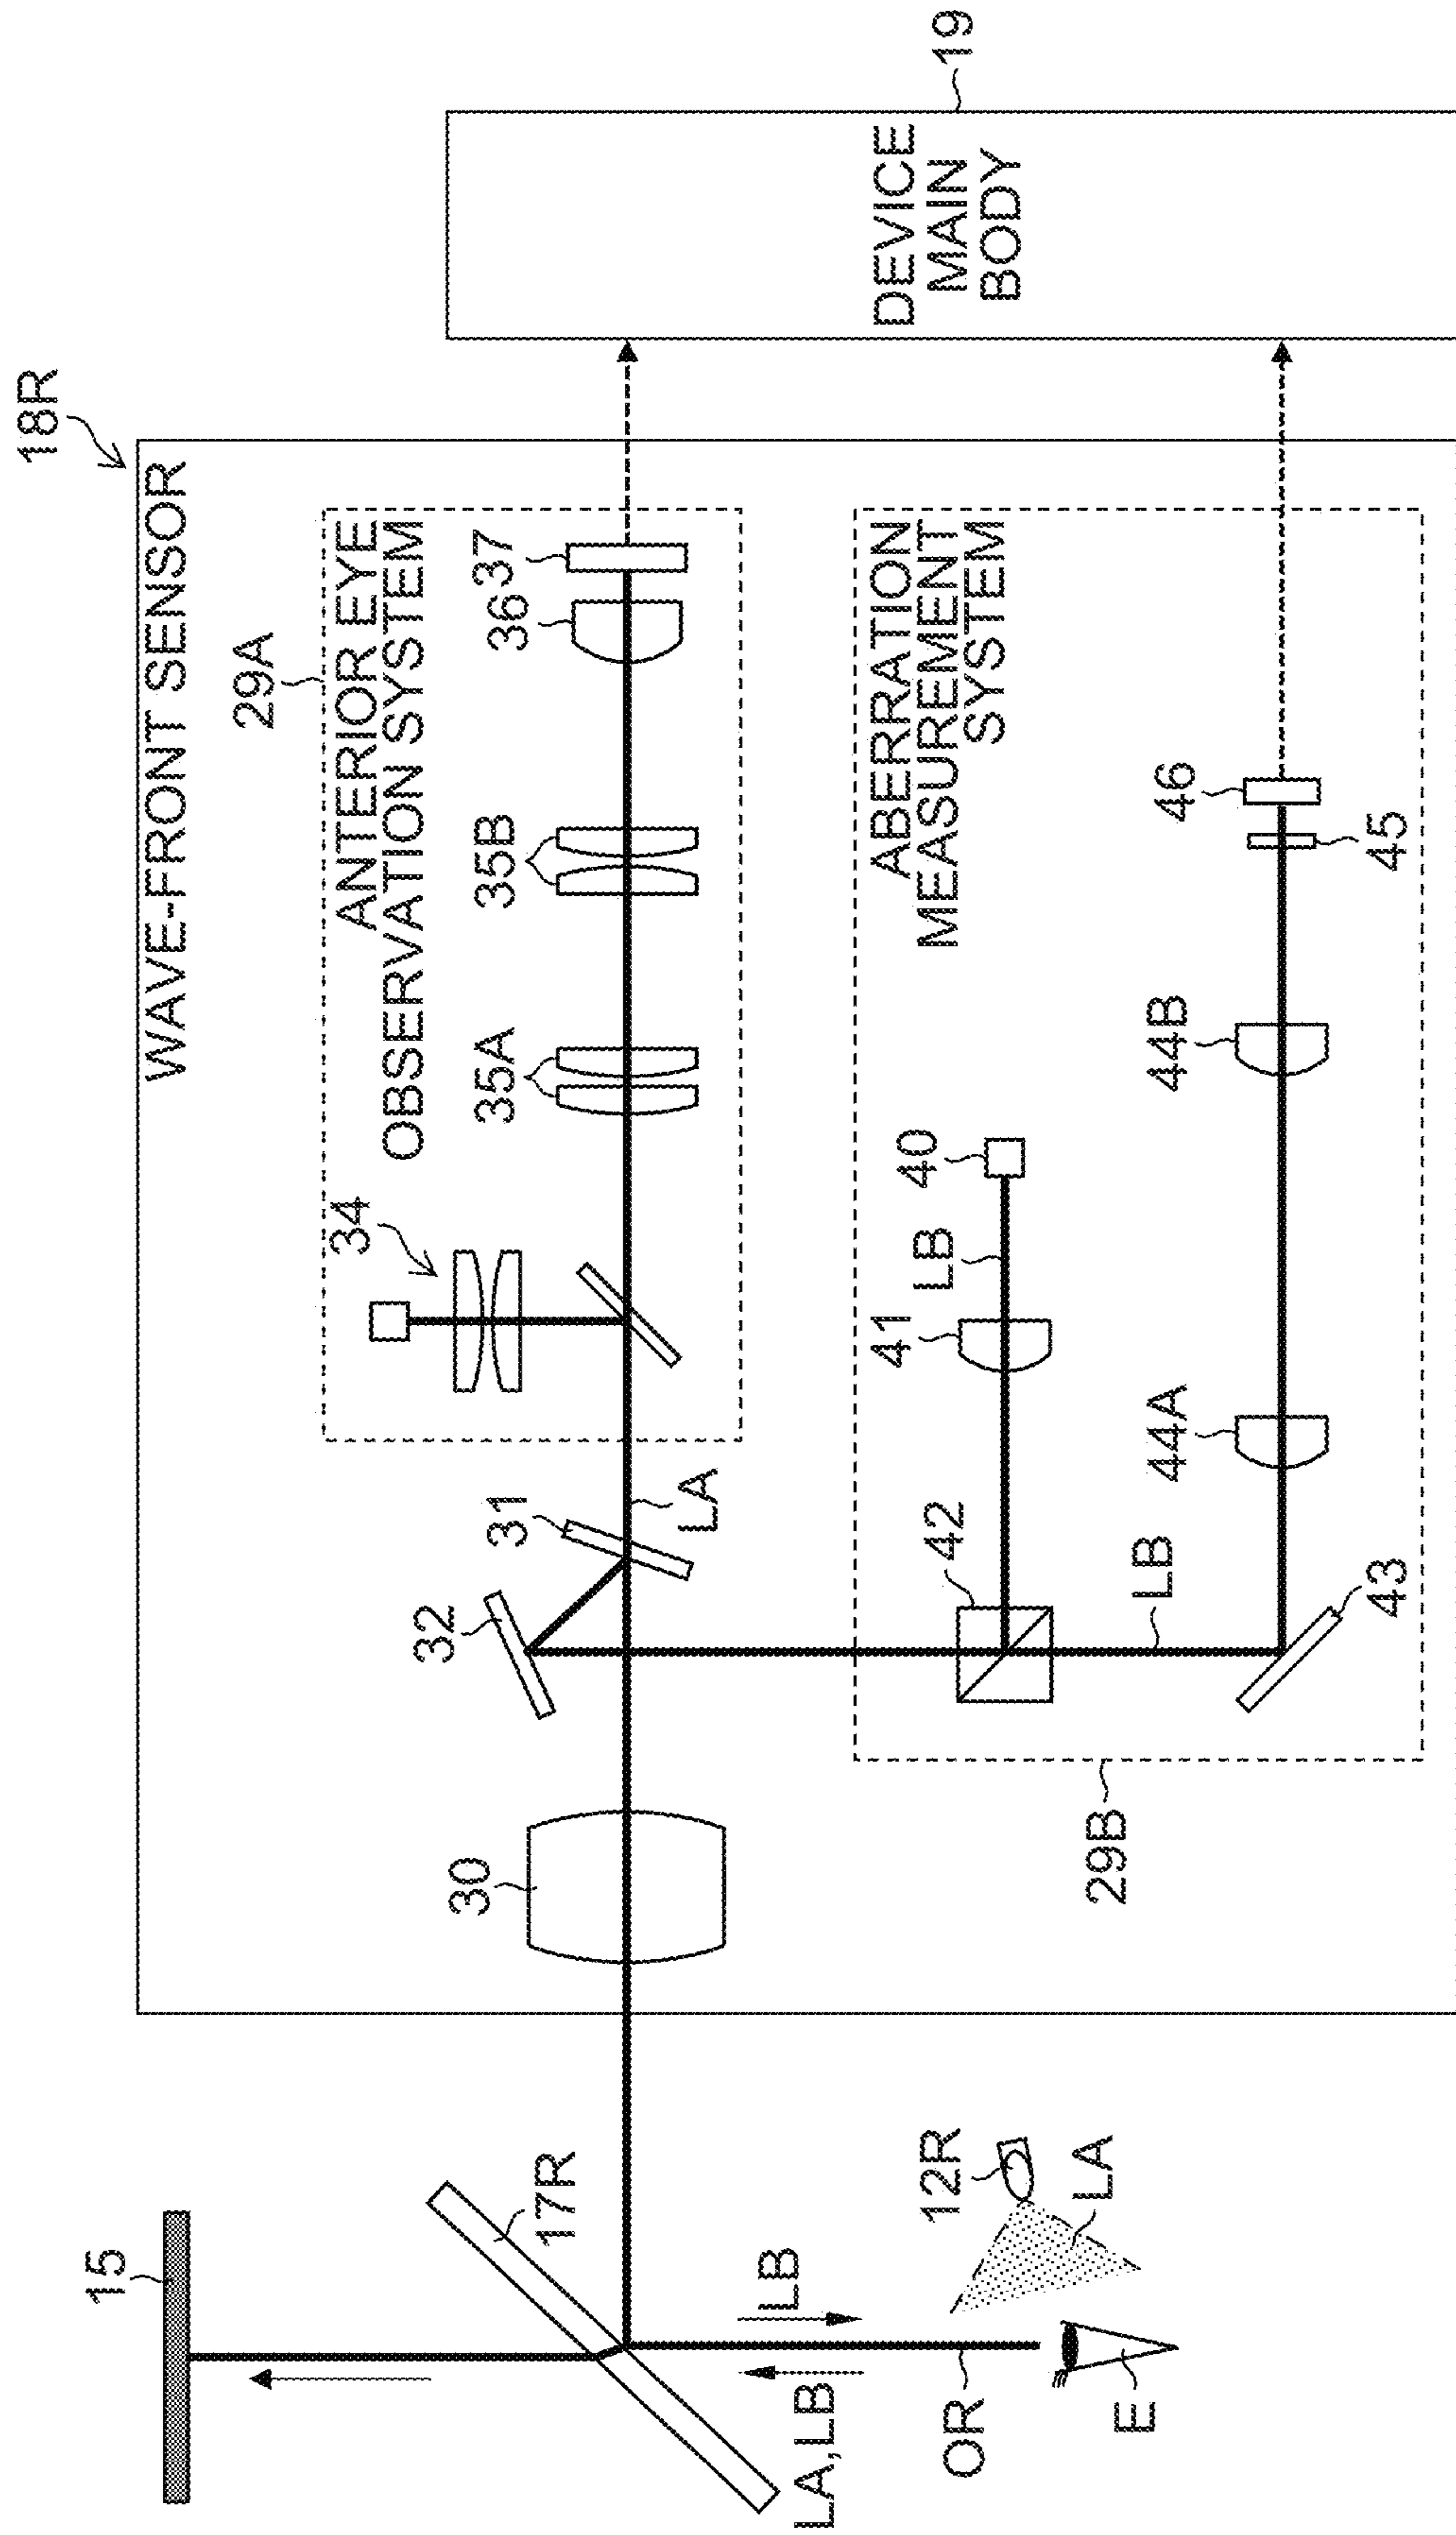 18R
WAVE-FRONT SENSOR
29A
ANTERIOR EYE
OBSERVATION SYSTEM
34
35A
35B
36
37
15
17R
30
32
31
LA
19
DEVICE
MAIN
BODY
ABERRATION
MEASUREMENT
SYSTEM
42
41
LB
40
LB
44A
44B
46
45
43
29B
LA,LB
LB
OR
12R
LA
E